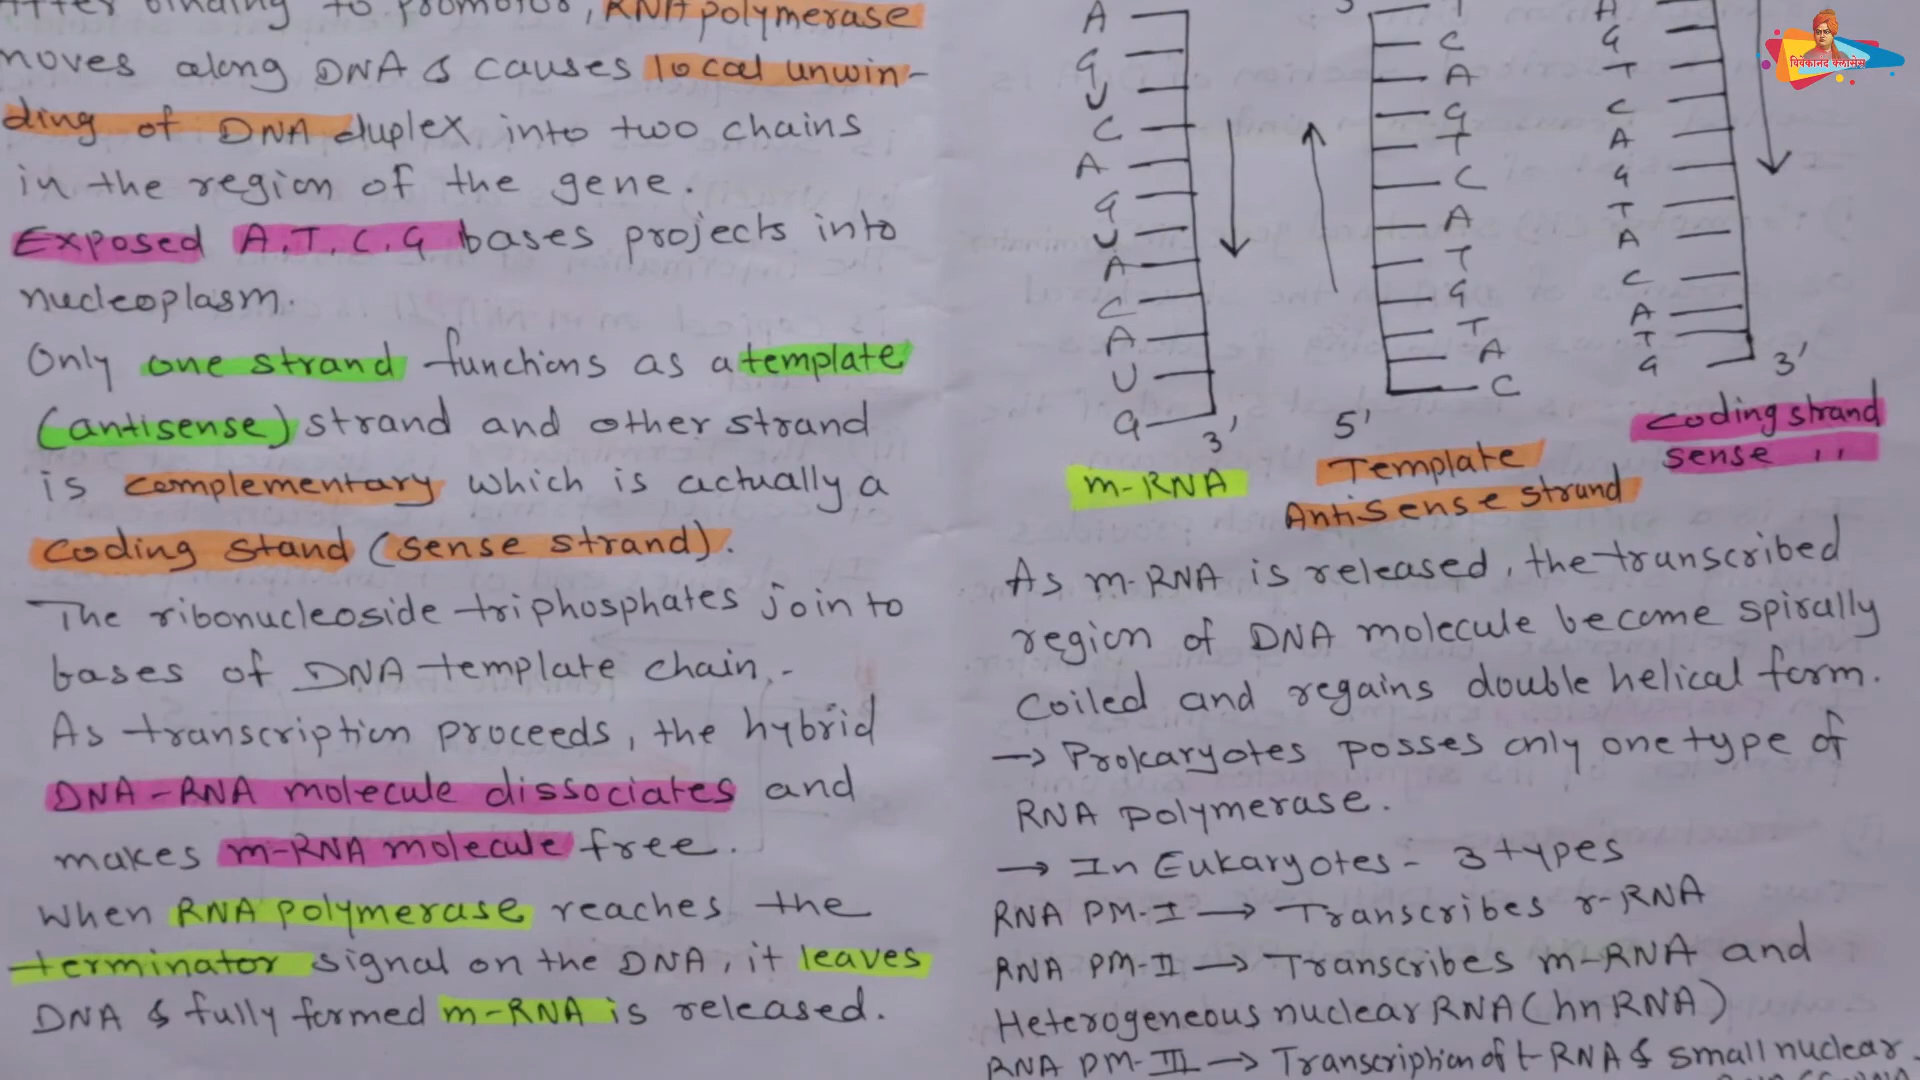 After binding to promotor, RNA polymerase
moves along DNA & causes local unwin-
ding of DNA duplex into two chains
in the region of the gene.
Exposed A.T.C.G bases projects into
nucleoplasm.
Only one strand functions as a template
(antisense) strand and other strand
is complementary which is actually a
coding stand (sense strand).
The ribonucleoside triphosphates join to
bases of DNA template chain.-
As transcription proceeds, the hybrid
DNA-RNA molecule dissociates and
makes m-RNA molecule free.
When RNA polymerase reaches the
terminator signal on the DNA, it leaves
DNA & fully formed m-RNA is released.
A
G
U
C
A
G
U
A
C
A
U
G
3'
m-RNA
T
C
A
G
T
C
A
T
G
T
A
C
5'
Template
Antisense strand
A
G
T
C
A
G
T
A
C
A
T
G
3'
Coding strand
sense ,,
As m-RNA is released, the transcribed
region of DNA molecule become spirally
coiled and regains double helical form.
→ Prokaryotes posses only one type of
RNA polymerase.
→ In Eukaryotes - 3 types
RNA PM-I → Transcribes r-RNA
RNA PM-II → Transcribes m-RNA and
Heterogeneous nuclear RNA (hnRNA)
RNA PM-III → Transcription of t-RNA & small nuclear
विवेकानंद क्लासेस